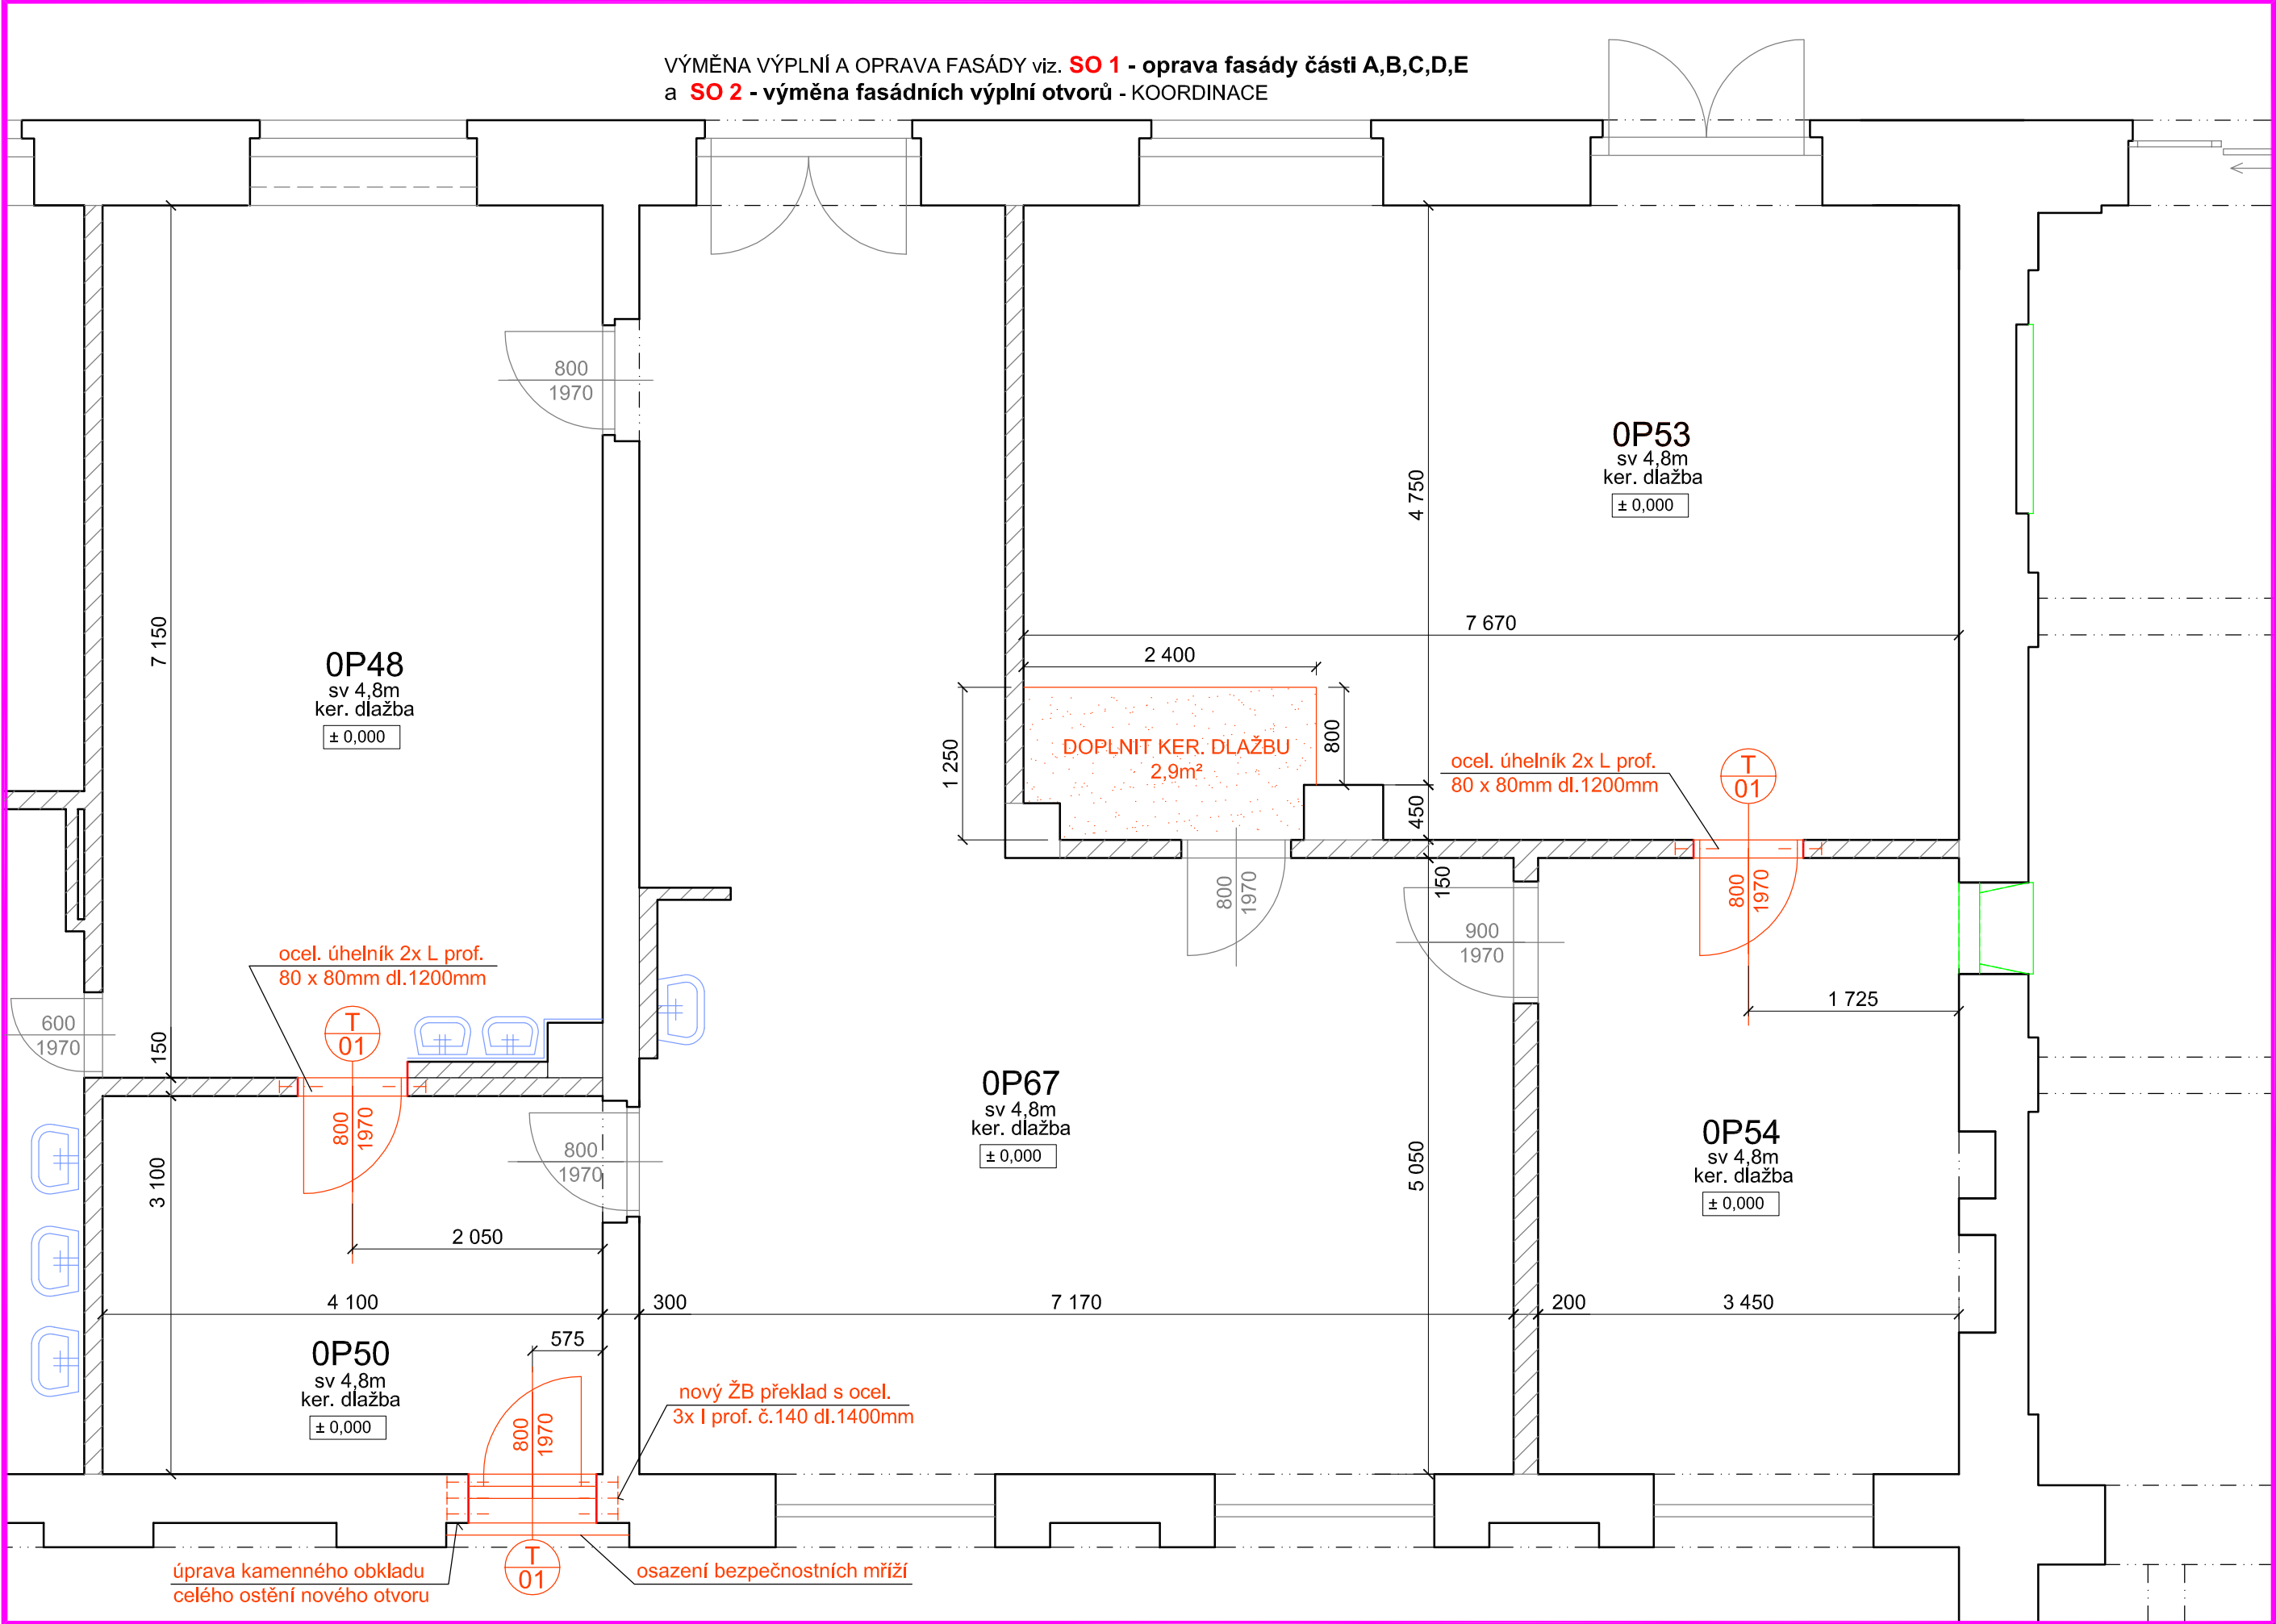 VÝMĚNA VÝPLNÍ A OPRAVA FASÁDY viz. SO 1 - oprava fasády části A,B,C,D,E
a SO 2 - výměna fasádních výplní otvorů - KOORDINACE
800
1970
0P53
sv 4,8m
ker. dlažba
± 0,000
4 750
7 150
7 670
2 400
0P48
sv 4,8m
ker. dlažba
± 0,000
1 250
DOPLNIT KER. DLAŽBU
2,9m²
800
450
ocel. úhelník 2x L prof.
80 x 80mm dl.1200mm
T
01
150
800
1970
800
1970
900
1970
ocel. úhelník 2x L prof.
80 x 80mm dl.1200mm
1 725
600
1970
T
01
150
800
1970
800
1970
0P67
sv 4,8m
ker. dlažba
± 0,000
0P54
sv 4,8m
ker. dlažba
± 0,000
3 100
5 050
2 050
4 100
300
7 170
200
3 450
575
0P50
sv 4,8m
ker. dlažba
± 0,000
800
1970
nový ŽB překlad s ocel.
3x I prof. č.140 dl.1400mm
úprava kamenného obkladu
celého ostění nového otvoru
T
01
osazení bezpečnostních mříží